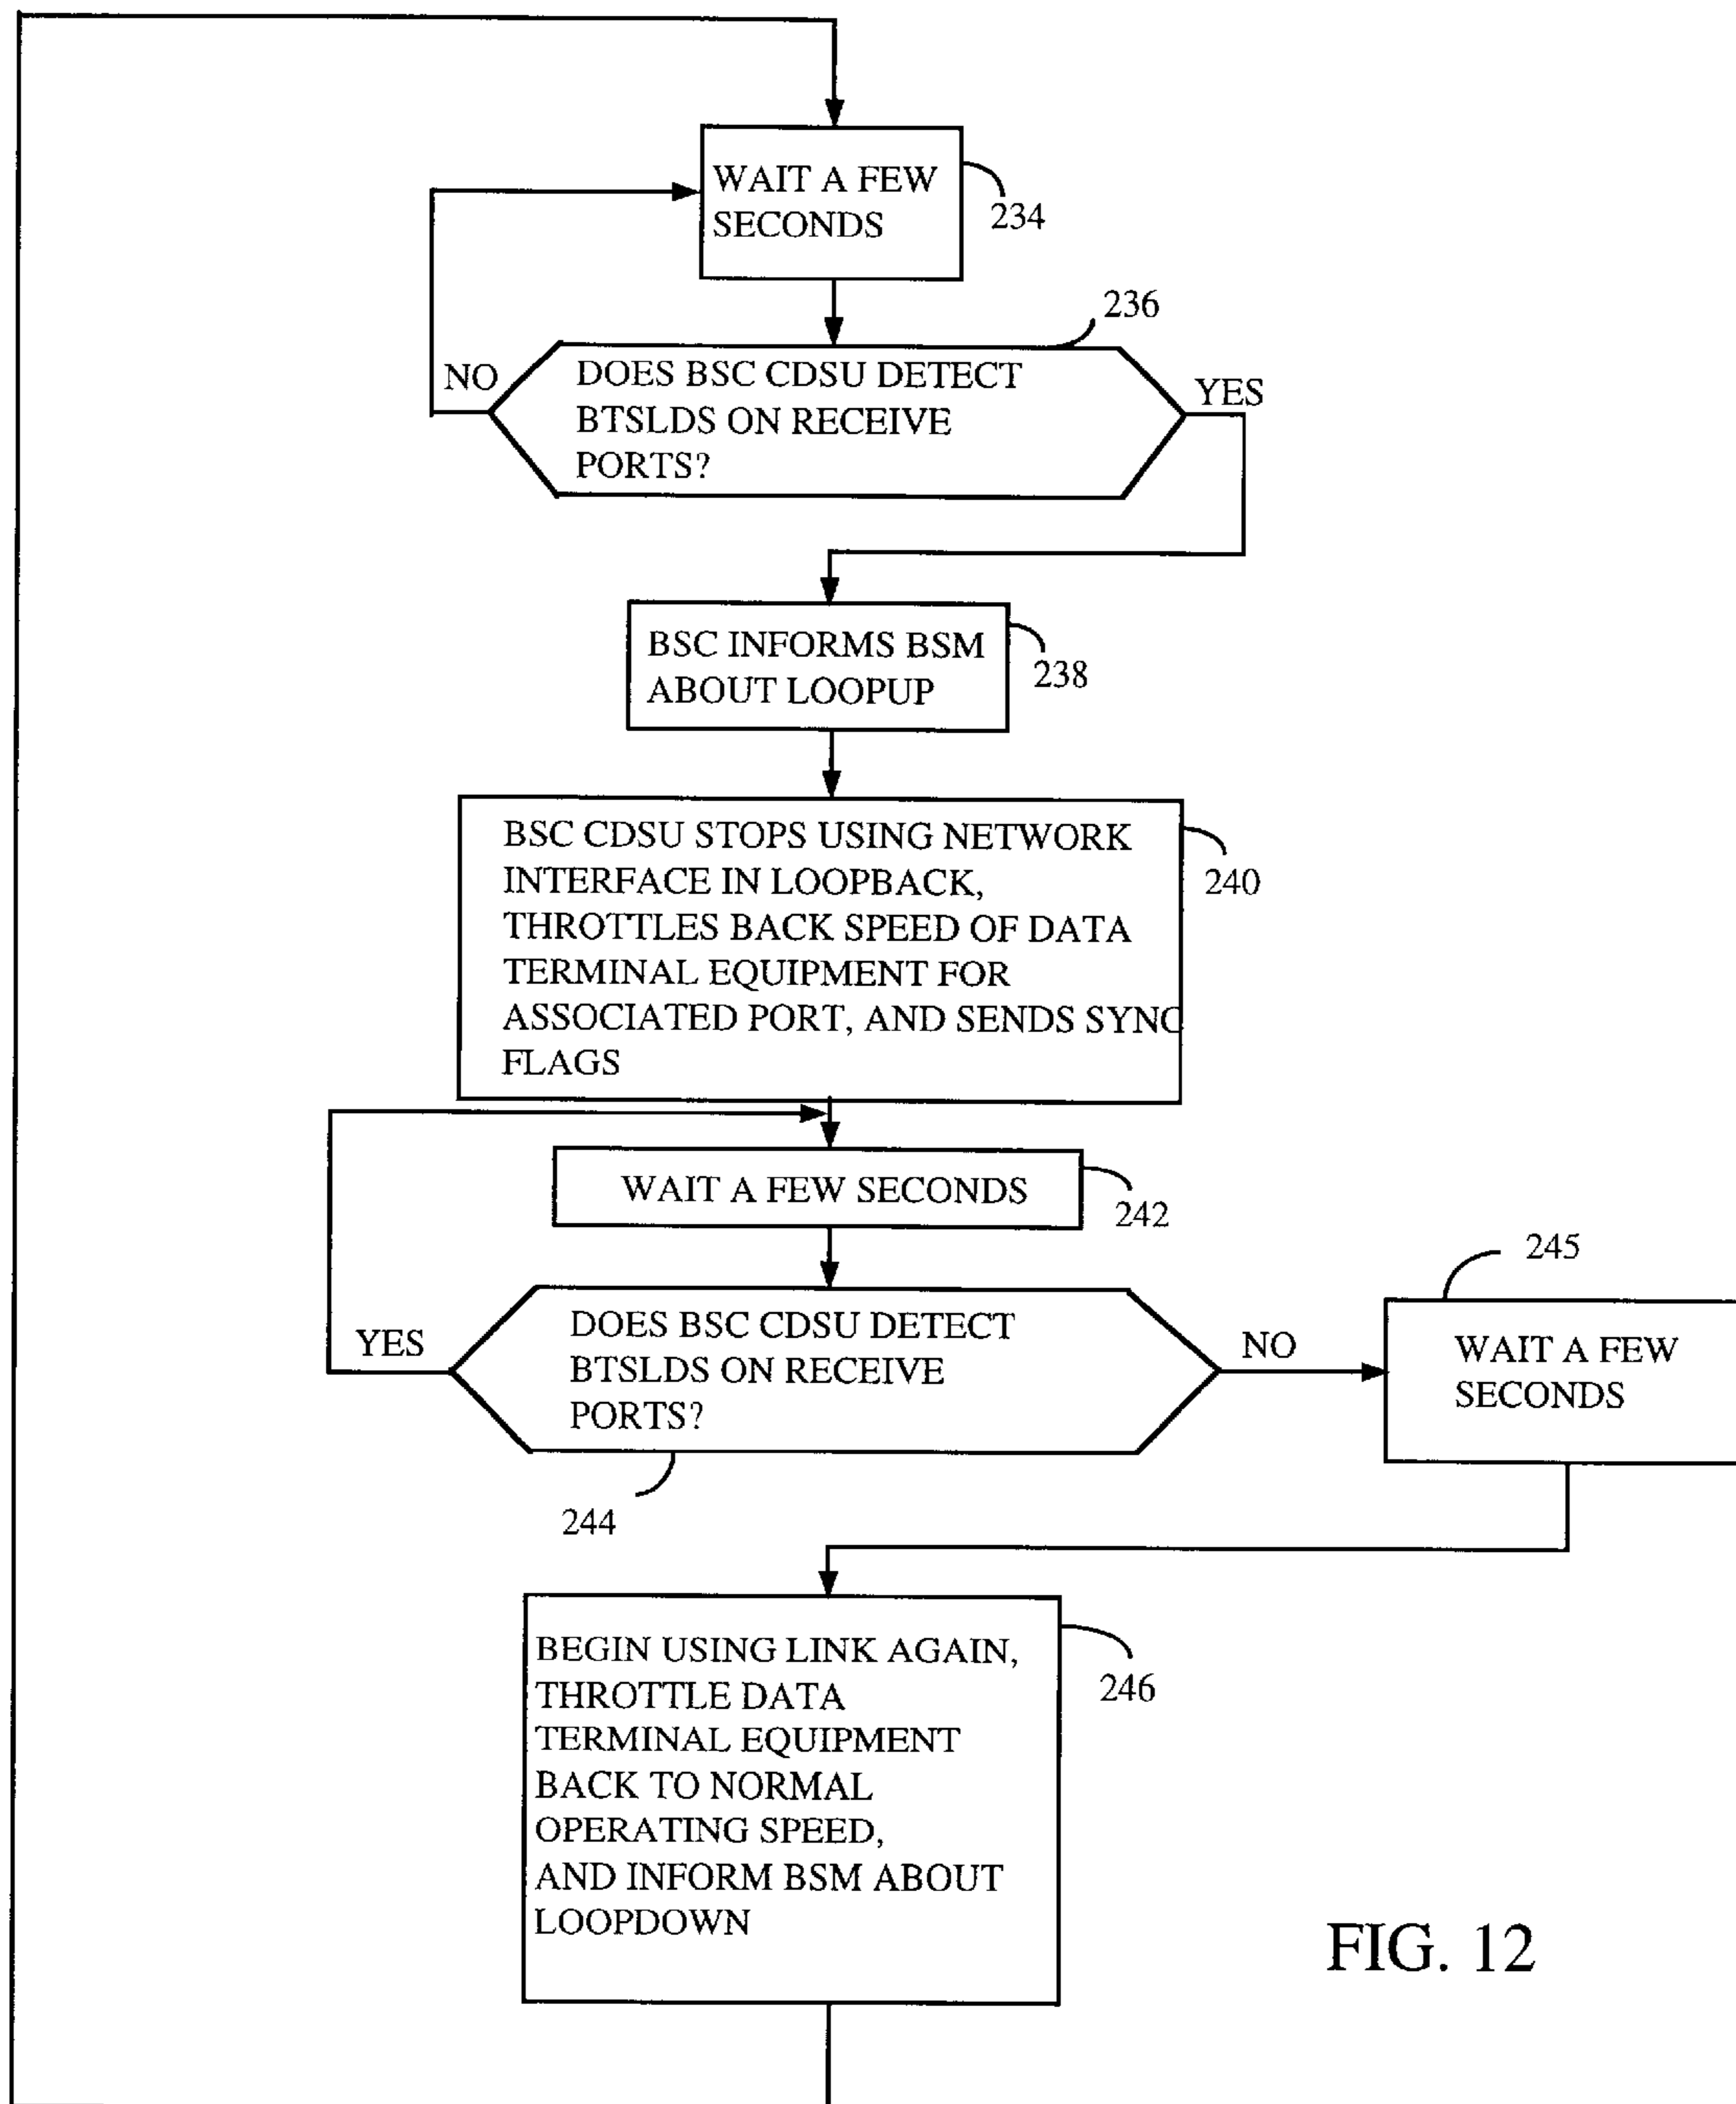 WAIT A FEW
SECONDS
234
236
NO
DOES BSC CDSU DETECT
BTSLDS ON RECEIVE
PORTS?
YES
BSC INFORMS BSM
ABOUT LOOPUP
238
BSC CDSU STOPS USING NETWORK
INTERFACE IN LOOPBACK,
THROTTLES BACK SPEED OF DATA
TERMINAL EQUIPMENT FOR
ASSOCIATED PORT, AND SENDS SYNC
FLAGS
240
WAIT A FEW SECONDS
242
YES
DOES BSC CDSU DETECT
BTSLDS ON RECEIVE
PORTS?
244
NO
245
WAIT A FEW
SECONDS
BEGIN USING LINK AGAIN,
THROTTLE DATA
TERMINAL EQUIPMENT
BACK TO NORMAL
OPERATING SPEED,
AND INFORM BSM ABOUT
LOOPDOWN
246
FIG. 12